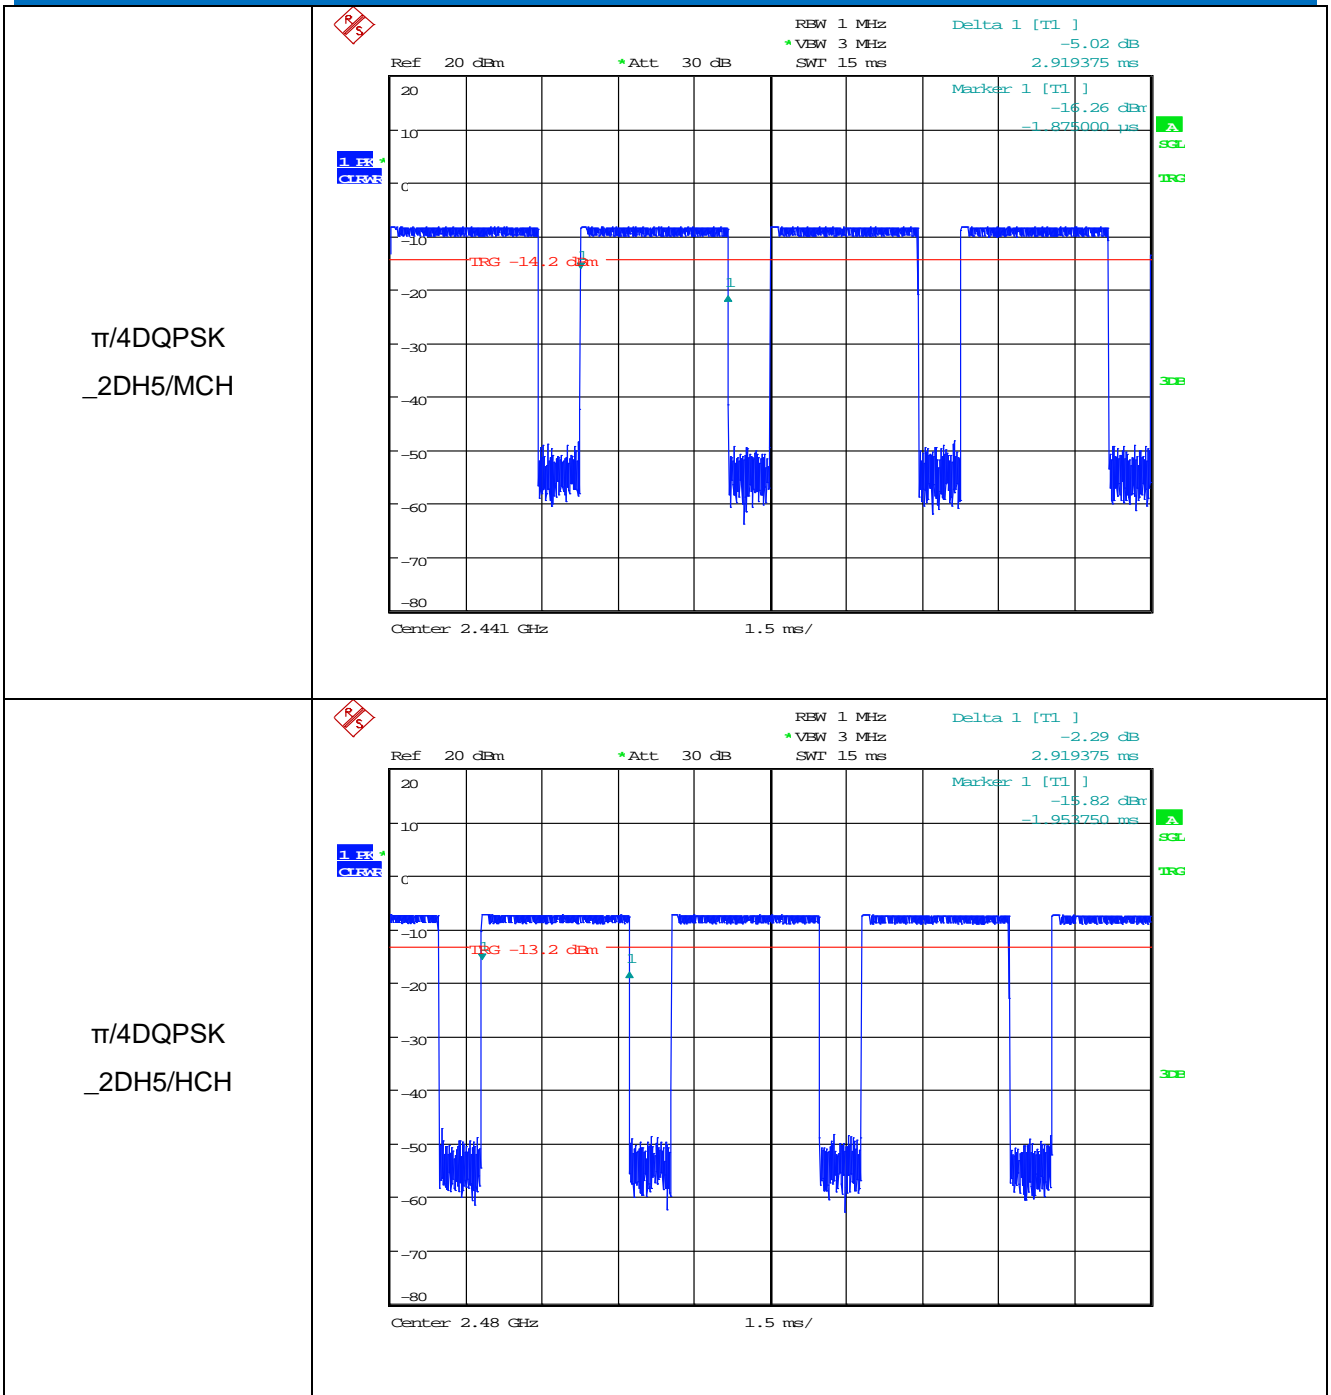 π/4DQPSK
_2DH5/MCH
R
S
RBW 1 MHz
Delta 1 [T1 ]
*VBW 3 MHz
-5.02 dB
Ref 20 dBm
*Att 30 dB
SWT 15 ms
2.919375 ms
20
Marker 1 [T1 ]
-16.26 dBm
-1.875000 μs
A
10
SGL
1 PK *
CLRWR
TRG
0
-10
TRG -14.2 dBm
1
-20
1
-30
3DB
-40
-50
-60
-70
-80
Center 2.441 GHz
1.5 ms/
π/4DQPSK
_2DH5/HCH
R
S
RBW 1 MHz
Delta 1 [T1 ]
*VBW 3 MHz
-2.29 dB
Ref 20 dBm
*Att 30 dB
SWT 15 ms
2.919375 ms
20
Marker 1 [T1 ]
-15.82 dBm
-1.953750 ms
A
10
SGL
1 PK *
CLRWR
TRG
0
-10
1
TRG -13.2 dBm
1
-20
-30
3DB
-40
-50
-60
-70
-80
Center 2.48 GHz
1.5 ms/